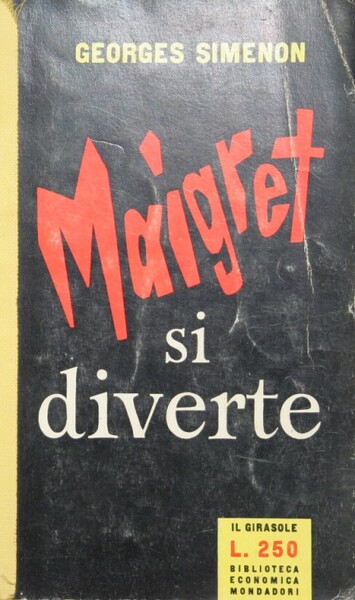 GEORGES SIMENON
Maigret
si
diverte
IL GIRASOLE
L. 250
BIBLIOTECA
ECONOMICA
MONDADORI